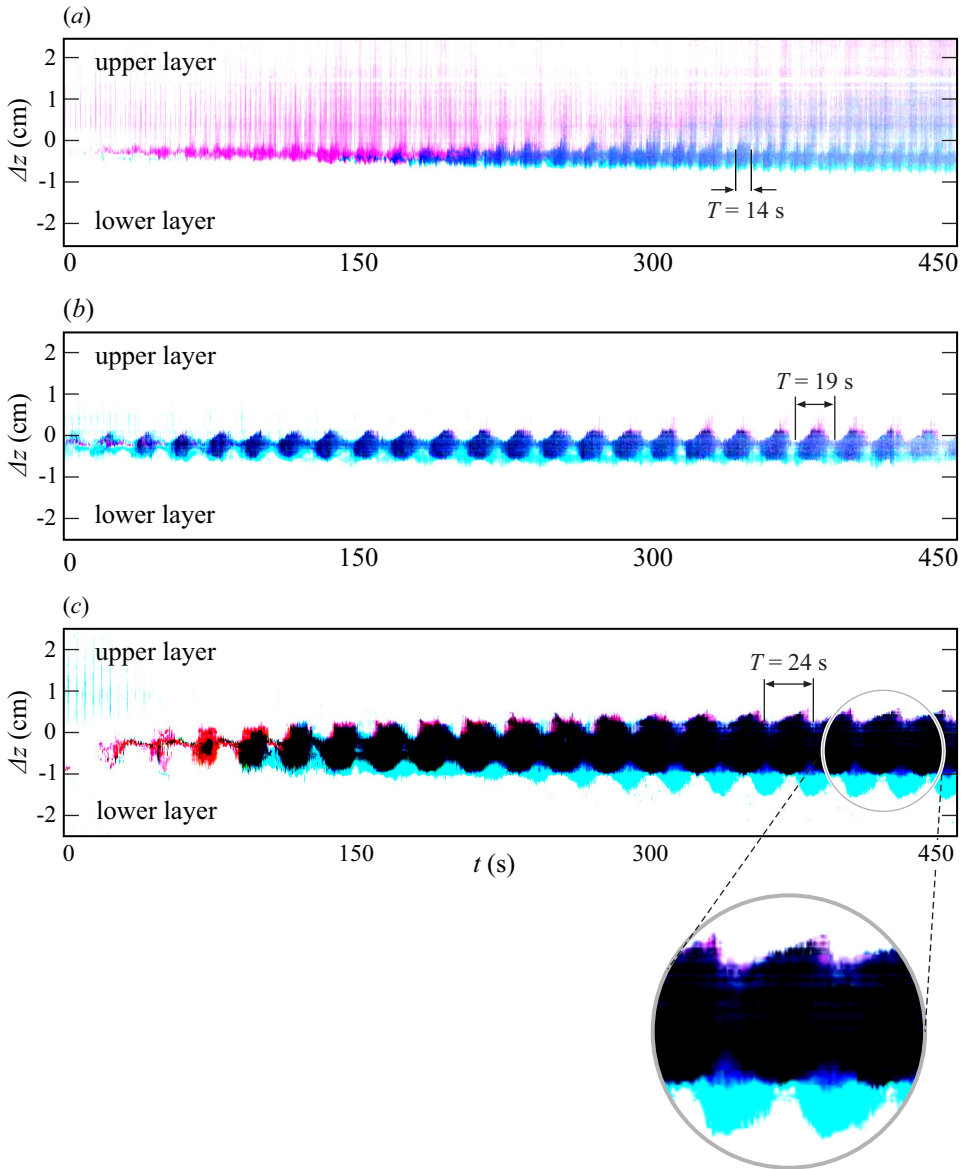 (a)
upper layer
2
1
0
-1
-2
Δz (cm)
T = 14 s
lower layer
0 150 300 450
(b)
upper layer
2
1
0
-1
-2
Δz (cm)
T = 19 s
lower layer
0 150 300 450
(c)
upper layer
2
1
0
-1
-2
Δz (cm)
T = 24 s
lower layer
0 150 300 450
t (s)